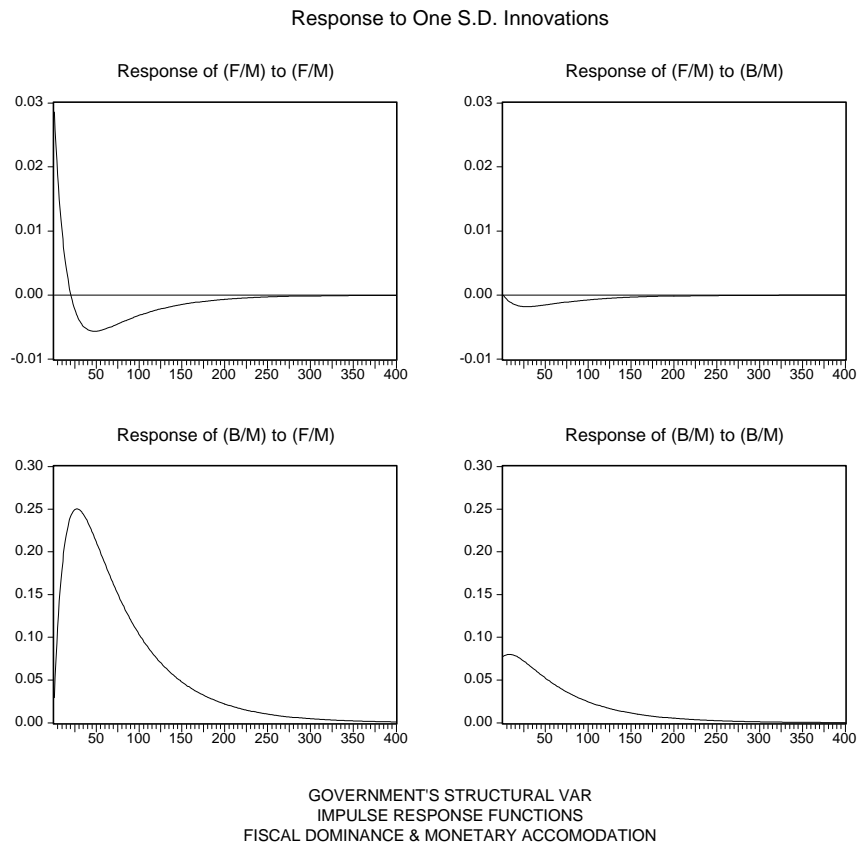 Response to One S.D. Innovations
Response of (F/M) to (F/M)
0.03
0.02
0.01
0.00
-0.01
50 100 150 200 250 300 350 400
Response of (F/M) to (B/M)
0.03
0.02
0.01
0.00
-0.01
50 100 150 200 250 300 350 400
Response of (B/M) to (F/M)
0.30
0.25
0.20
0.15
0.10
0.05
0.00
50 100 150 200 250 300 350 400
Response of (B/M) to (B/M)
0.30
0.25
0.20
0.15
0.10
0.05
0.00
50 100 150 200 250 300 350 400
GOVERNMENT'S STRUCTURAL VAR
IMPULSE RESPONSE FUNCTIONS
FISCAL DOMINANCE & MONETARY ACCOMODATION